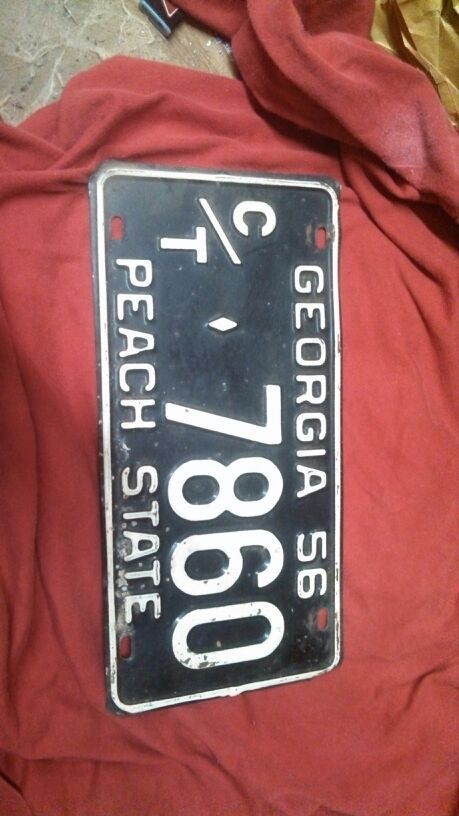 GEORGIA 56
C/T ♦ 7860
PEACH STATE